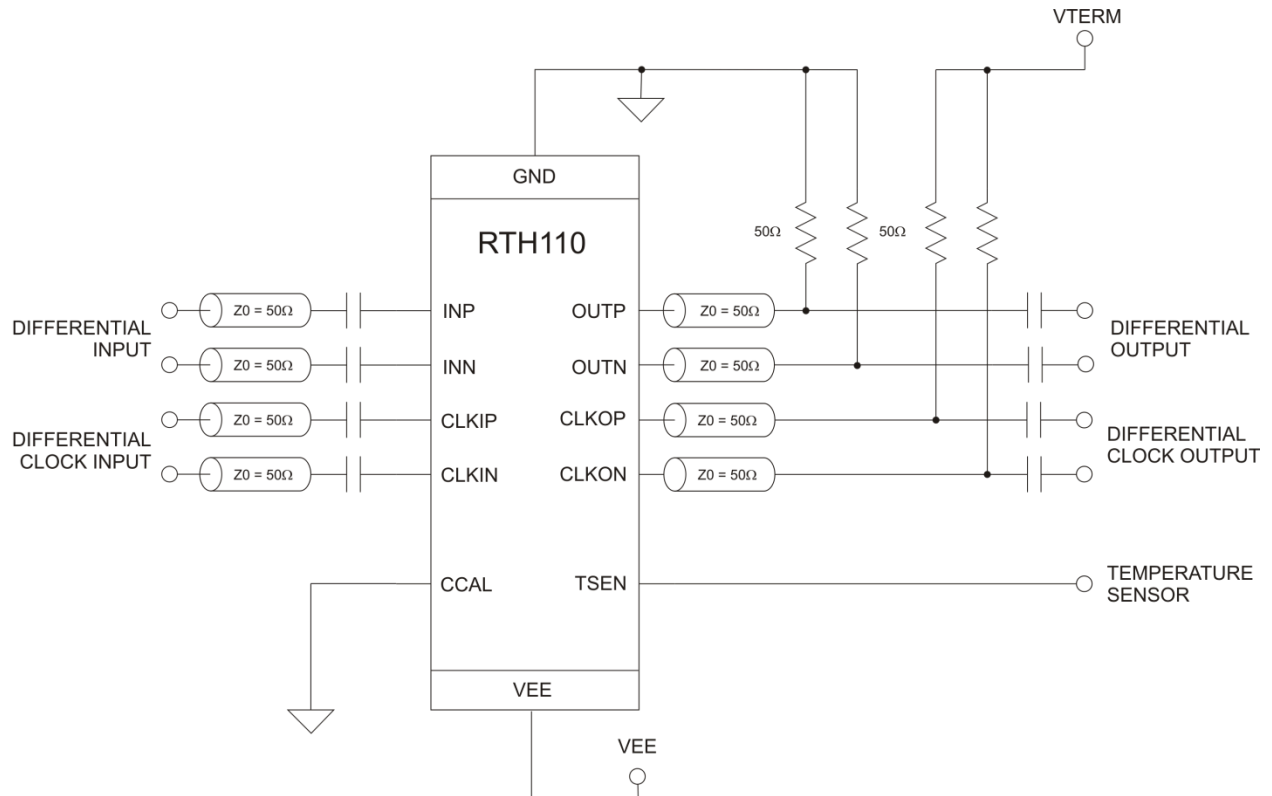 VTERM
GND
RTH110
50Ω
50Ω
DIFFERENTIAL
INPUT
Z0 = 50Ω
INP
OUTP
Z0 = 50Ω
DIFFERENTIAL
OUTPUT
Z0 = 50Ω
INN
OUTN
Z0 = 50Ω
DIFFERENTIAL
CLOCK INPUT
Z0 = 50Ω
CLKIP
CLKOP
Z0 = 50Ω
DIFFERENTIAL
CLOCK OUTPUT
Z0 = 50Ω
CLKIN
CLKON
Z0 = 50Ω
CCAL
TSEN
TEMPERATURE
SENSOR
VEE
VEE